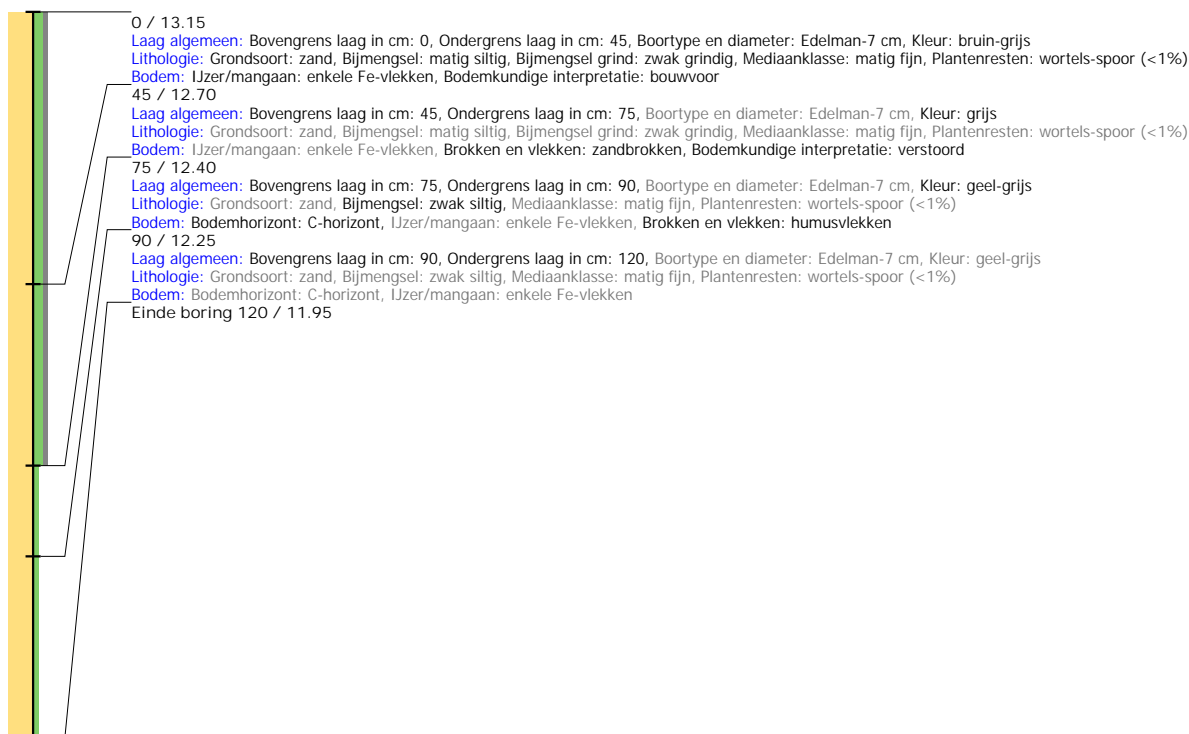 0 / 13.15
Laag algemeen: Bovengrens laag in cm: 0, Ondergrens laag in cm: 45, Boortype en diameter: Edelman-7 cm, Kleur: bruin-grijs
Lithologie: Grondsoort: zand, Bijmengsel: matig siltig, Bijmengsel grind: zwak grindig, Mediaanklasse: matig fijn, Plantenresten: wortels-spoor (<1%)
Bodem: IJzer/mangaan: enkele Fe-vlekken, Bodemkundige interpretatie: bouwvoor
45 / 12.70
Laag algemeen: Bovengrens laag in cm: 45, Ondergrens laag in cm: 75, Boortype en diameter: Edelman-7 cm, Kleur: grijs
Lithologie: Grondsoort: zand, Bijmengsel: matig siltig, Bijmengsel grind: zwak grindig, Mediaanklasse: matig fijn, Plantenresten: wortels-spoor (<1%)
Bodem: IJzer/mangaan: enkele Fe-vlekken, Brokken en vlekken: zandbrokken, Bodemkundige interpretatie: verstoord
75 / 12.40
Laag algemeen: Bovengrens laag in cm: 75, Ondergrens laag in cm: 90, Boortype en diameter: Edelman-7 cm, Kleur: geel-grijs
Lithologie: Grondsoort: zand, Bijmengsel: zwak siltig, Mediaanklasse: matig fijn, Plantenresten: wortels-spoor (<1%)
Bodem: Bodemhorizont: C-horizont, IJzer/mangaan: enkele Fe-vlekken, Brokken en vlekken: humusvlekken
90 / 12.25
Laag algemeen: Bovengrens laag in cm: 90, Ondergrens laag in cm: 120, Boortype en diameter: Edelman-7 cm, Kleur: geel-grijs
Lithologie: Grondsoort: zand, Bijmengsel: zwak siltig, Mediaanklasse: matig fijn, Plantenresten: wortels-spoor (<1%)
Bodem: Bodemhorizont: C-horizont, IJzer/mangaan: enkele Fe-vlekken
Einde boring 120 / 11.95